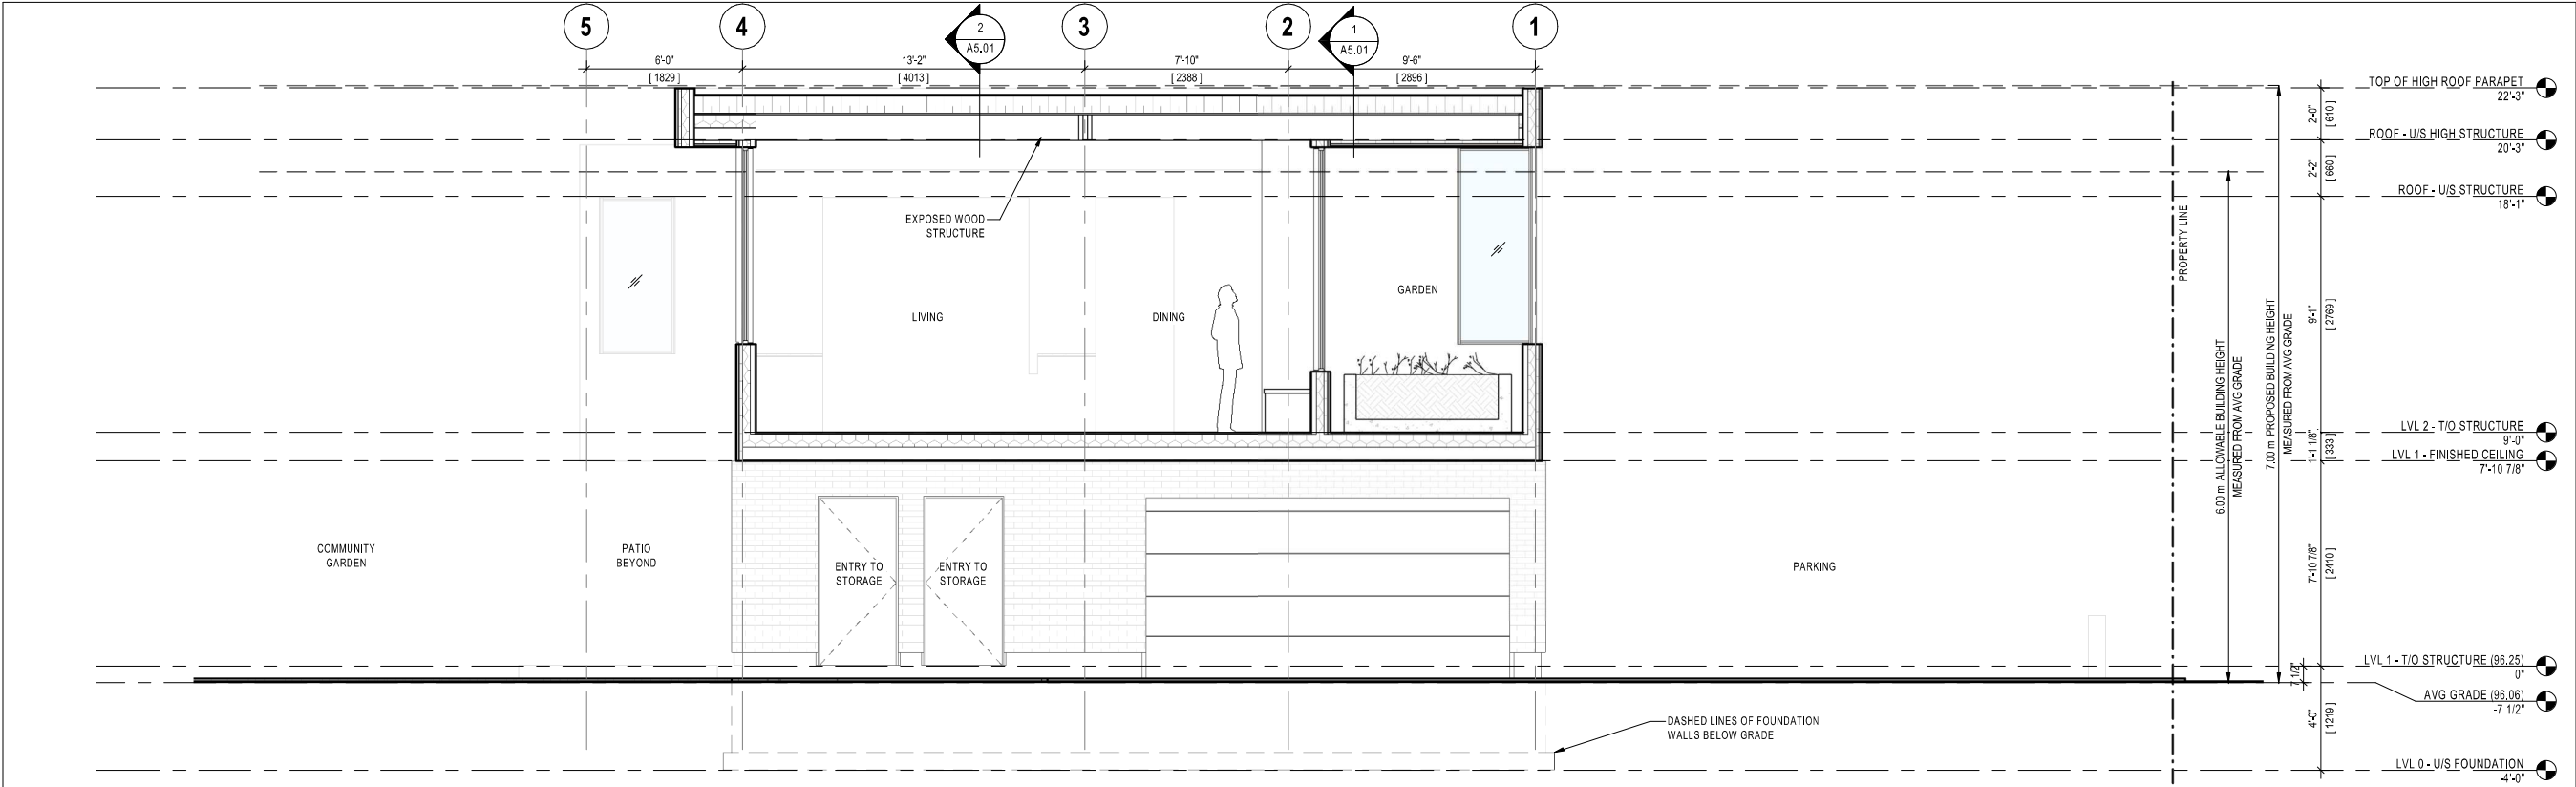 5
4
2
A5.01
3
2
1
A5.01
1
6'-0"
[ 1829 ]
13'-2"
[ 4013 ]
7'-10"
[ 2388 ]
9'-6"
[ 2896 ]
TOP OF HIGH ROOF PARAPET
22'-3"
2'-0"
[ 610 ]
ROOF - U/S HIGH STRUCTURE
20'-3"
2'-2"
[ 660 ]
ROOF - U/S STRUCTURE
18'-1"
EXPOSED WOOD
STRUCTURE
PROPERTY LINE
GARDEN
LIVING
DINING
9'-1"
[ 2769 ]
6.00 m ALLOWABLE BUILDING HEIGHT
MEASURED FROM AVG GRADE
7.00 m PROPOSED BUILDING HEIGHT
MEASURED FROM AVG GRADE
LVL 2 - T/O STRUCTURE
9'-0"
1'-1 1/8"
[ 333 ]
LVL 1 - FINISHED CEILING
7'-10 7/8"
COMMUNITY
GARDEN
PATIO
BEYOND
ENTRY TO
STORAGE
ENTRY TO
STORAGE
PARKING
7'-10 7/8"
[ 2410 ]
LVL 1 - T/O STRUCTURE (96.25)
0"
7 1/2"
AVG GRADE (96.06)
-7 1/2"
4'-0"
[ 1219 ]
DASHED LINES OF FOUNDATION
WALLS BELOW GRADE
LVL 0 - U/S FOUNDATION
-4'-0"